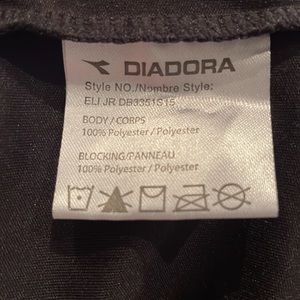 DIADORA
Style NO./Nombre Style:
ELI JR DB3351S15
BODY / CORPS
100% Polyester / Polyester
BLOCKING/PANNEAU
100% Polyester / Polyester